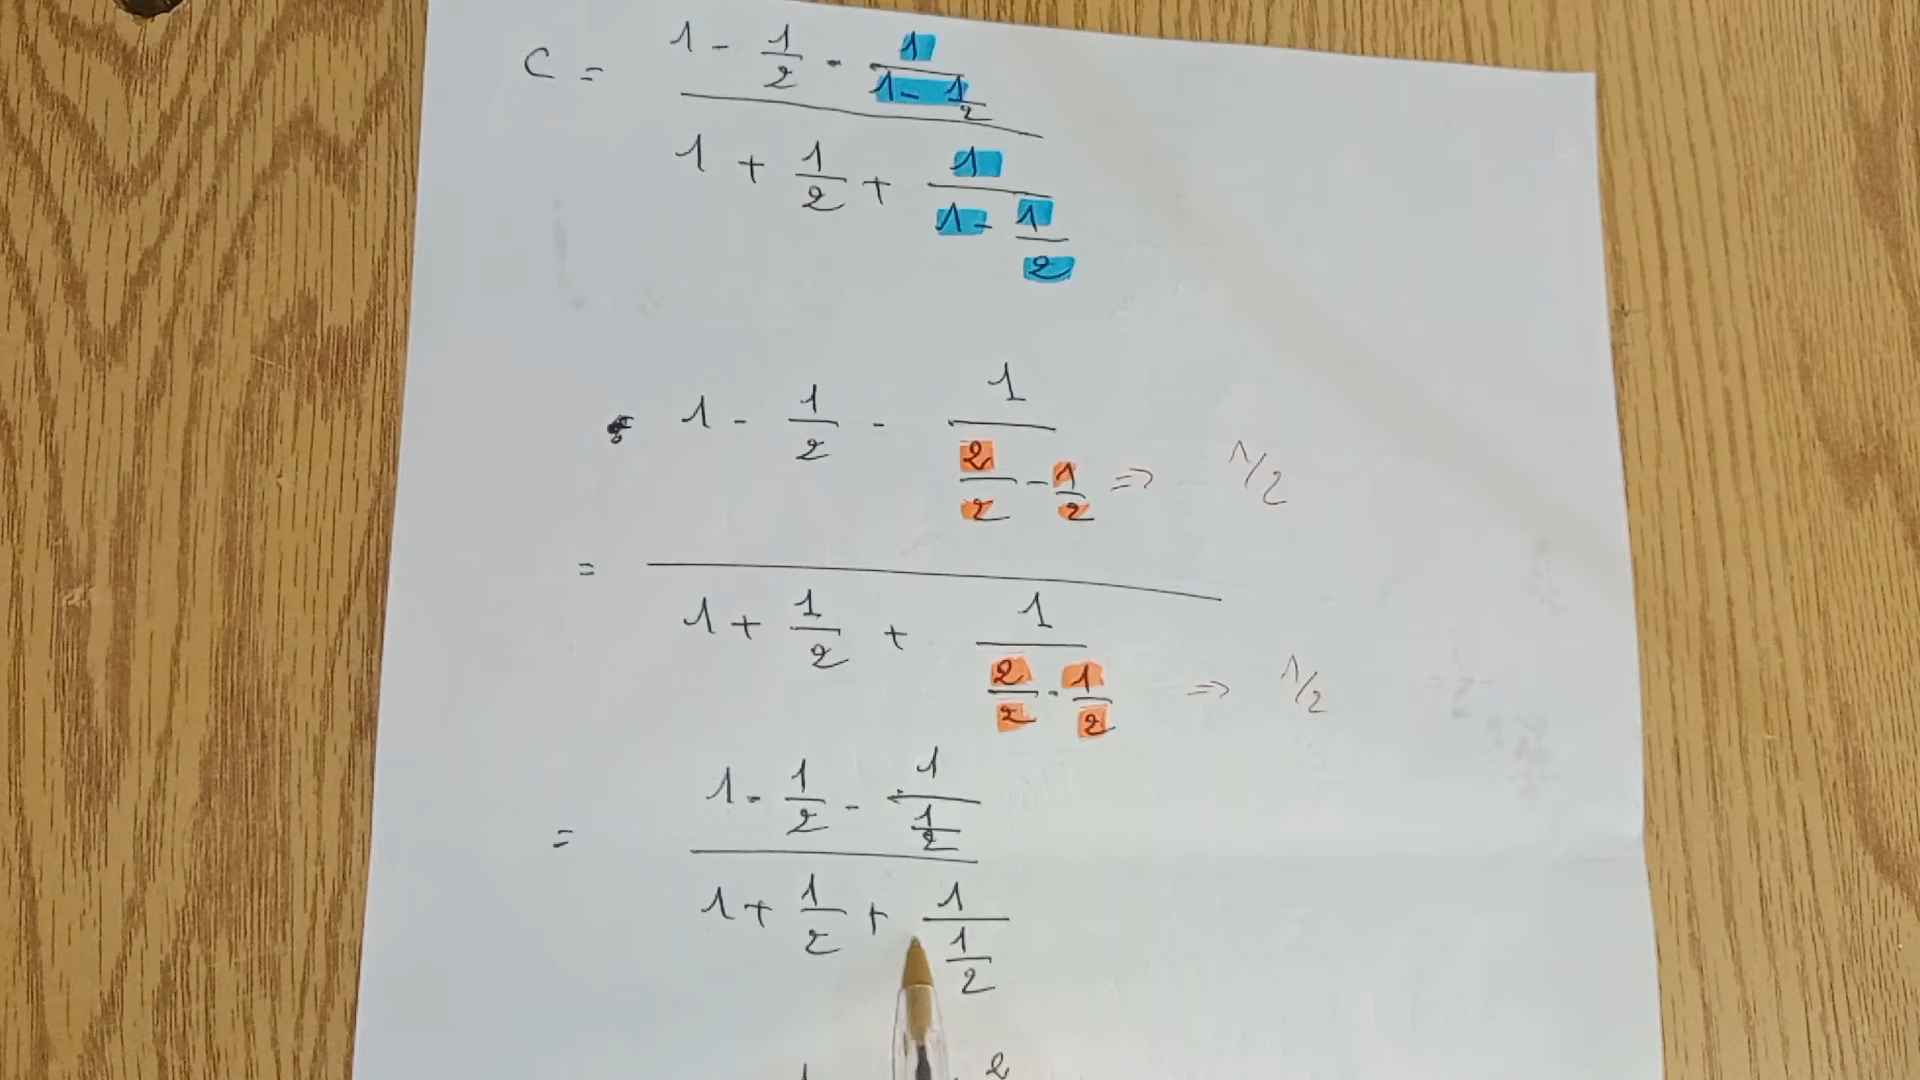 C = (1 - 1/2 - 1/(1 - 1/2)) / (1 + 1/2 + 1/(1 - 1/2))
= (1 - 1/2 - 1/(2/2 - 1/2)) / (1 + 1/2 + 1/(2/2 - 1/2))
⇒ 1/2
⇒ 1/2
= (1 - 1/2 - 1/(1/2)) / (1 + 1/2 + 1/(1/2))
2